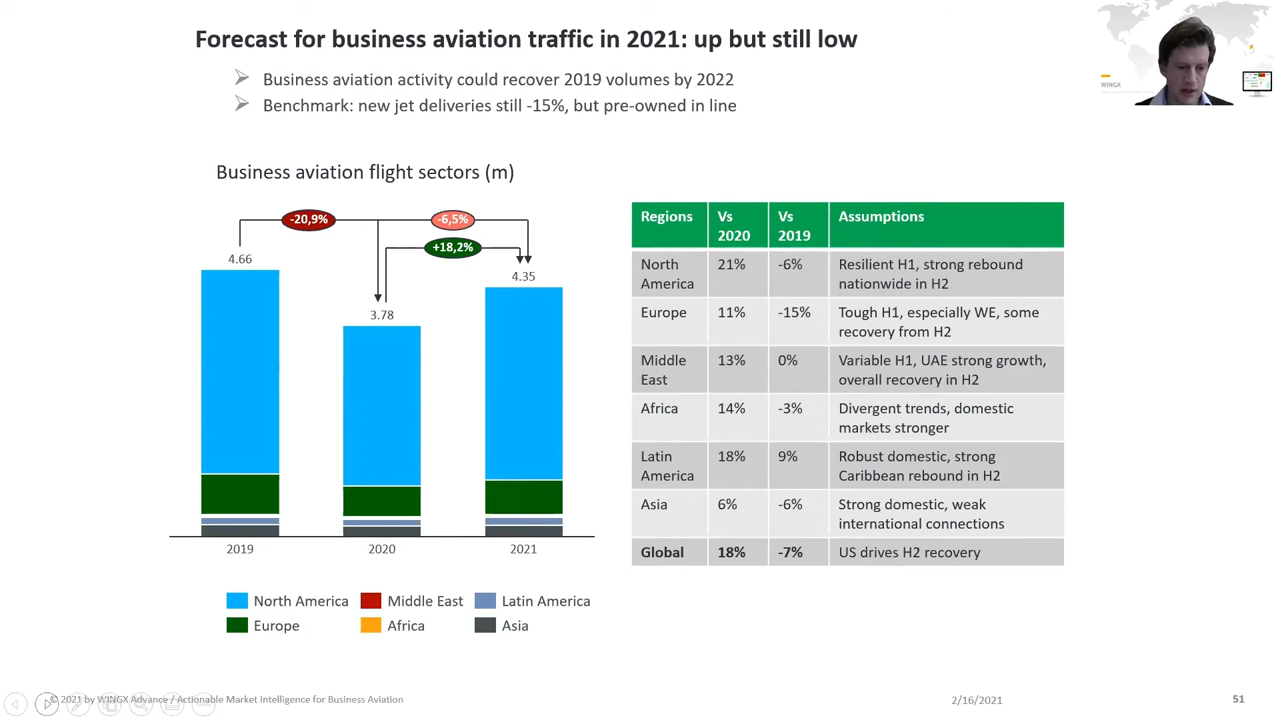 Forecast for business aviation traffic in 2021: up but still low
Business aviation activity could recover 2019 volumes by 2022
Benchmark: new jet deliveries still -15%, but pre-owned in line
WINGX
Business aviation flight sectors (m)
-20,9%
-6,5%
+18,2%
4.66
3.78
4.35
2019
2020
2021
North America
Middle East
Latin America
Europe
Africa
Asia
Regions
Vs
2020
Vs
2019
Assumptions
North
America
21%
-6%
Resilient H1, strong rebound
nationwide in H2
Europe
11%
-15%
Tough H1, especially WE, some
recovery from H2
Middle
East
13%
0%
Variable H1, UAE strong growth,
overall recovery in H2
Africa
14%
-3%
Divergent trends, domestic
markets stronger
Latin
America
18%
9%
Robust domestic, strong
Caribbean rebound in H2
Asia
6%
-6%
Strong domestic, weak
international connections
Global
18%
-7%
US drives H2 recovery
© 2021 by WINGX Advance / Actionable Market Intelligence for Business Aviation
2/16/2021
51